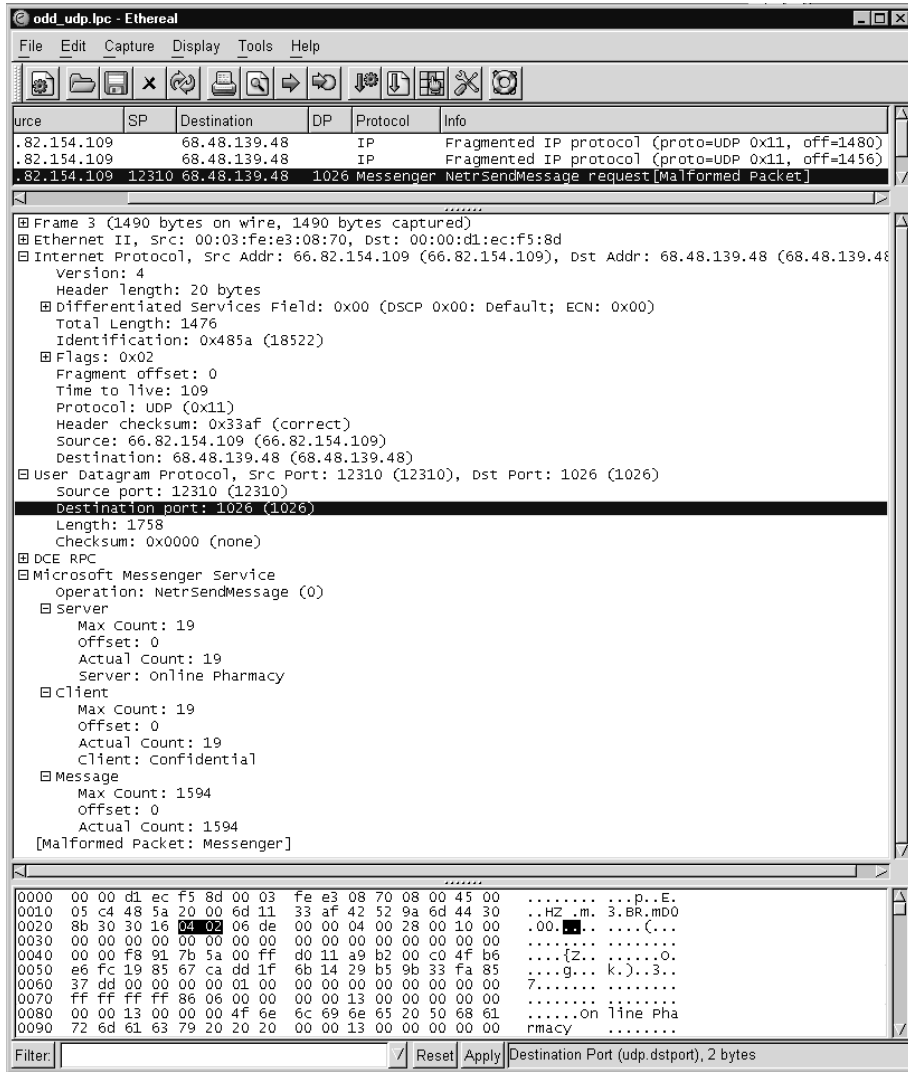 odd_udp.lpc - Ethereal
File Edit Capture Display Tools Help
urce SP Destination DP Protocol Info
.82.154.109 68.48.139.48 IP Fragmented IP protocol (proto=UDP 0x11, off=1480)
.82.154.109 68.48.139.48 IP Fragmented IP protocol (proto=UDP 0x11, off=1456)
.82.154.109 12310 68.48.139.48 1026 Messenger NetrSendMessage request[Malformed Packet]
Frame 3 (1490 bytes on wire, 1490 bytes captured)
Ethernet II, Src: 00:03:fe:e3:08:70, Dst: 00:00:d1:ec:f5:8d
Internet Protocol, Src Addr: 66.82.154.109 (66.82.154.109), Dst Addr: 68.48.139.48 (68.48.139.48
Version: 4
Header length: 20 bytes
Differentiated Services Field: 0x00 (DSCP 0x00: Default; ECN: 0x00)
Total Length: 1476
Identification: 0x485a (18522)
Flags: 0x02
Fragment offset: 0
Time to live: 109
Protocol: UDP (0x11)
Header checksum: 0x33af (correct)
Source: 66.82.154.109 (66.82.154.109)
Destination: 68.48.139.48 (68.48.139.48)
User Datagram Protocol, Src Port: 12310 (12310), Dst Port: 1026 (1026)
Source port: 12310 (12310)
Destination port: 1026 (1026)
Length: 1758
Checksum: 0x0000 (none)
DCE RPC
Microsoft Messenger Service
Operation: NetrSendMessage (0)
Server
Max Count: 19
Offset: 0
Actual Count: 19
Server: Online Pharmacy
Client
Max Count: 19
Offset: 0
Actual Count: 19
Client: Confidential
Message
Max Count: 1594
Offset: 0
Actual Count: 1594
[Malformed Packet: Messenger]
0000 00 00 d1 ec f5 8d 00 03 fe e3 08 70 08 00 45 00 ........ ...p..E.
0010 05 c4 48 5a 20 00 6d 11 33 af 42 52 9a 6d 44 30 ..HZ .m. 3.BR.mD0
0020 8b 30 30 16 04 02 06 de 00 00 04 00 28 00 10 00 .00..... ....(...
0030 00 00 00 00 00 00 00 00 00 00 00 00 00 00 00 00 ........ ........
0040 00 00 f8 91 7b 5a 00 ff d0 11 a9 b2 00 c0 4f b6 ....{Z.. ......O.
0050 e6 fc 19 85 67 ca dd 1f 6b 14 29 b5 9b 33 fa 85 ....g... k.)..3..
0060 37 dd 00 00 00 00 01 00 00 00 00 00 00 00 00 00 7....... ........
0070 ff ff ff ff 86 06 00 00 00 00 13 00 00 00 00 00 ........ ........
0080 00 00 13 00 00 00 4f 6e 6c 69 6e 65 20 50 68 61 ......On line Pha
0090 72 6d 61 63 79 20 20 20 00 00 13 00 00 00 00 00 rmacy ........
Filter: Reset Apply Destination Port (udp.dstport), 2 bytes